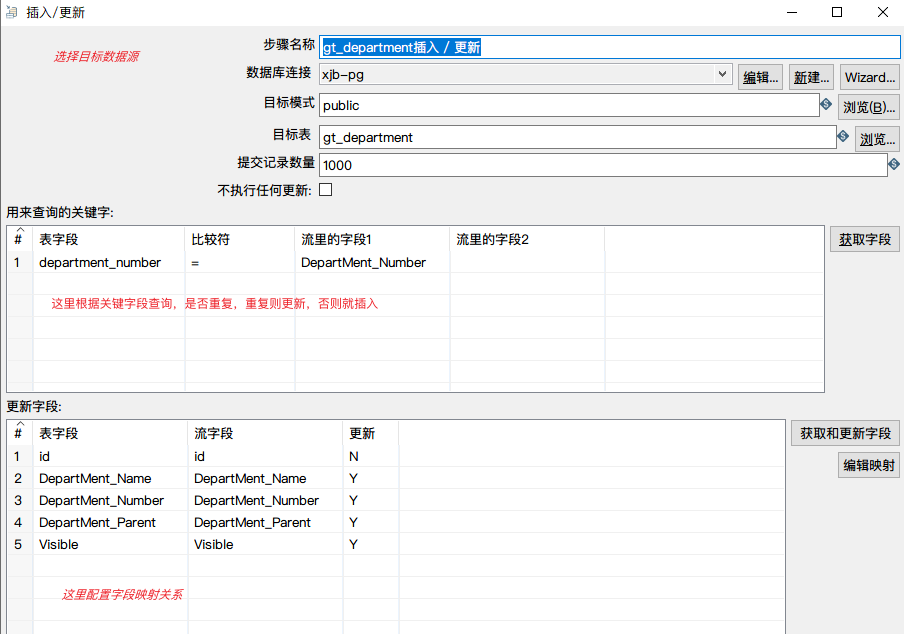 插入/更新
步骤名称 gt_department插入 / 更新
选择目标数据源
数据库连接 xjb-pg 编辑... 新建... Wizard...
目标模式 public 浏览(B)...
目标表 gt_department 浏览...
提交记录数量 1000
不执行任何更新:
用来查询的关键字:
# 表字段 比较符 流里的字段1 流里的字段2 获取字段
1 department_number = DepartMent_Number
这里根据关键字段查询，是否重复，重复则更新，否则就插入
更新字段:
# 表字段 流字段 更新 获取和更新字段
1 id id N
编辑映射
2 DepartMent_Name DepartMent_Name Y
3 DepartMent_Number DepartMent_Number Y
4 DepartMent_Parent DepartMent_Parent Y
5 Visible Visible Y
这里配置字段映射关系